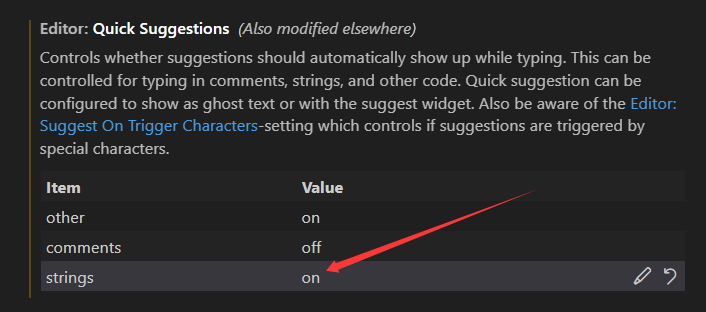 Editor: Quick Suggestions (Also modified elsewhere)
Controls whether suggestions should automatically show up while typing. This can be
controlled for typing in comments, strings, and other code. Quick suggestion can be
configured to show as ghost text or with the suggest widget. Also be aware of the Editor:
Suggest On Trigger Characters-setting which controls if suggestions are triggered by
special characters.
Item Value
other on
comments off
strings on